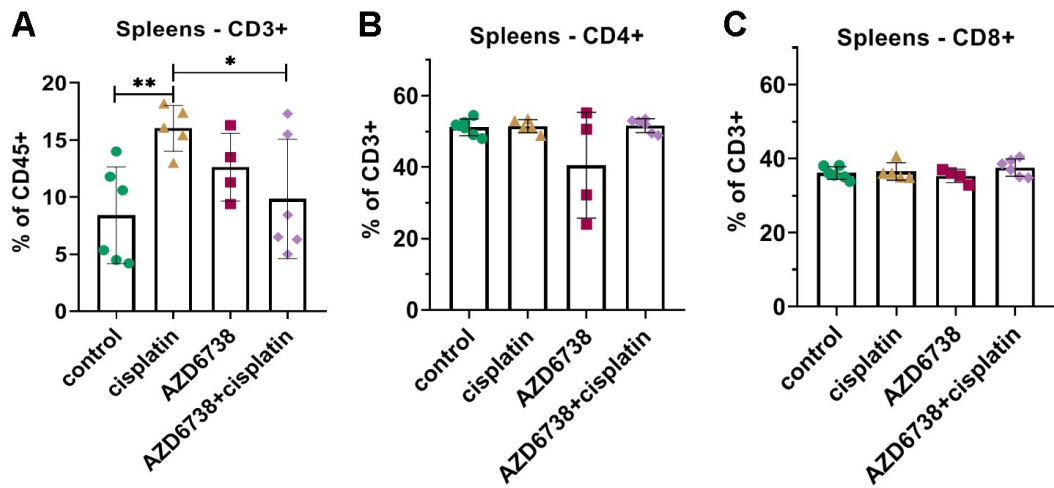 A
Spleens - CD3+
% of CD45+
20
15
10
5
0
**
*
control
cisplatin
AZD6738
AZD6738+cisplatin
B
Spleens - CD4+
% of CD3+
60
40
20
0
control
cisplatin
AZD6738
AZD6738+cisplatin
C
Spleens - CD8+
% of CD3+
60
40
20
0
control
cisplatin
AZD6738
AZD6738+cisplatin